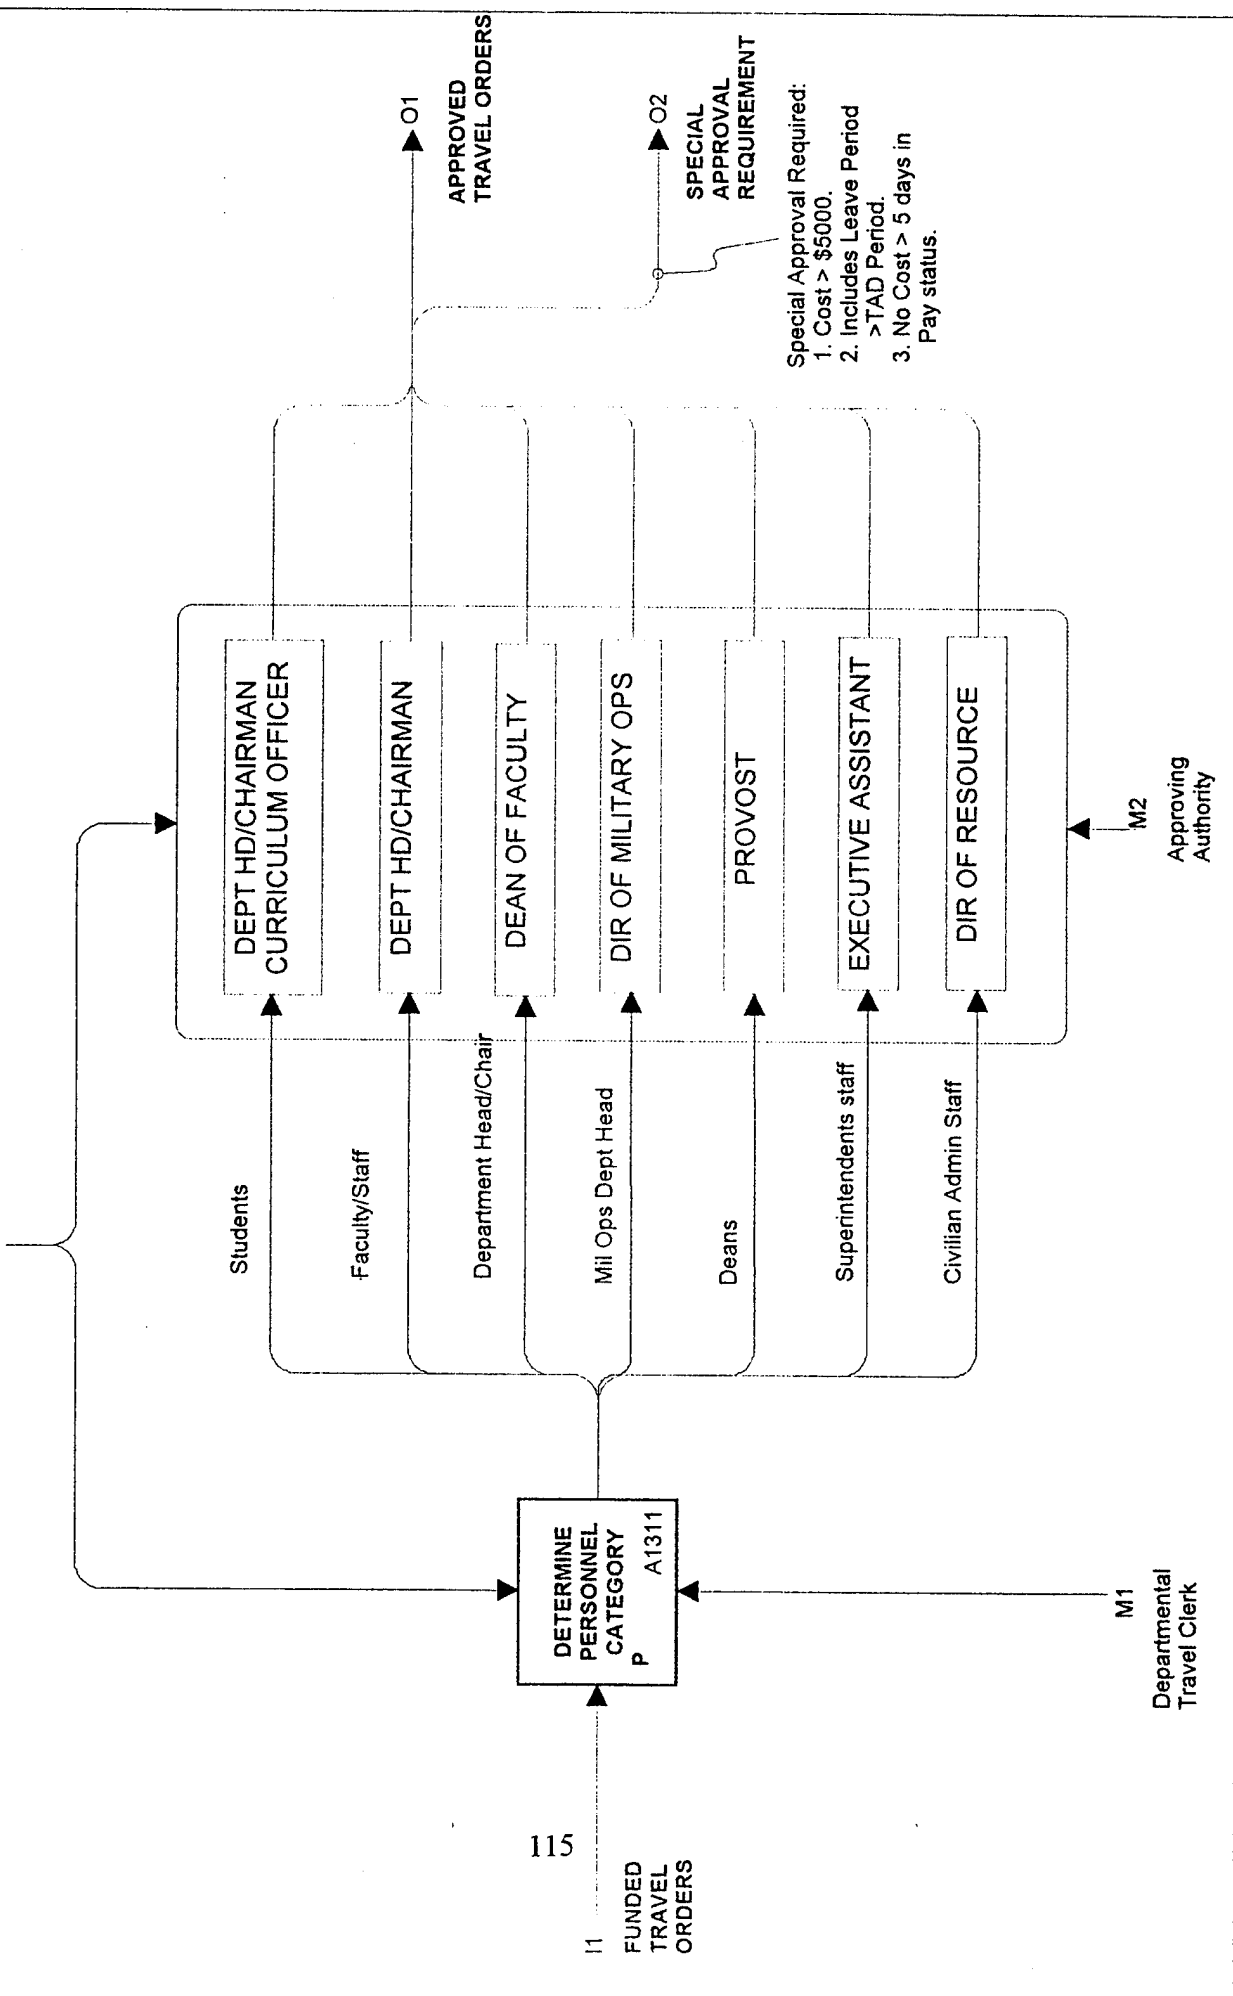 I1
FUNDED
TRAVEL
ORDERS
115
DETERMINE
PERSONNEL
CATEGORY
P
A1311
M1
Departmental
Travel Clerk
Students
Faculty/Staff
Department Head/Chair
Mil Ops Dept Head
Deans
Superintendents staff
Civilian Admin Staff
DEPT HD/CHAIRMAN
CURRICULUM OFFICER
DEPT HD/CHAIRMAN
DEAN OF FACULTY
DIR OF MILITARY OPS
PROVOST
EXECUTIVE ASSISTANT
DIR OF RESOURCE
M2
Approving
Authority
O1
APPROVED
TRAVEL ORDERS
O2
SPECIAL
APPROVAL
REQUIREMENT
Special Approval Required:
1. Cost > $5000.
2. Includes Leave Period
>TAD Period.
3. No Cost > 5 days in
Pay status.